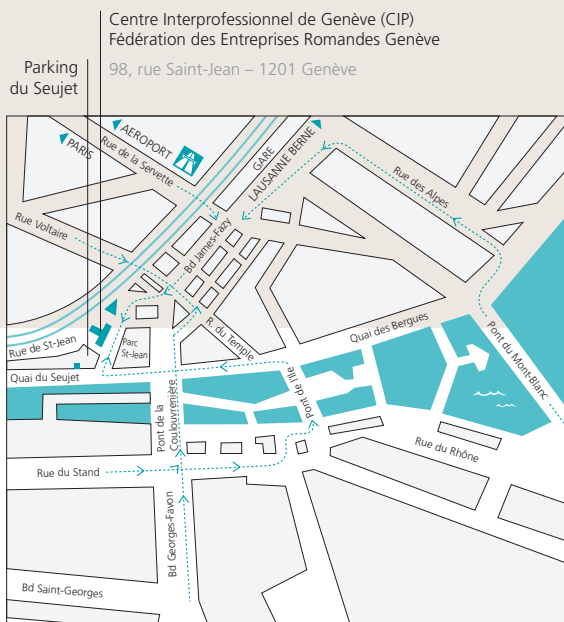 Centre Interprofessionnel de Genève (CIP)
Fédération des Entreprises Romandes Genève
98, rue Saint-Jean – 1201 Genève
Parking
du Seujet
PARIS
AEROPORT
Rue de la Servette
GARE
LAUSANNE BERNE
Rue des Alpes
Rue Voltaire
Bd James-Fazy
R. du Temple
Quai des Bergues
Pont du Mont-Blanc
Rue de St-Jean
Parc
St-Jean
Quai du Seujet
Pont de la
Coulouvrenière
Pont de l'Ile
Rue du Rhône
Rue du Stand
Bd Georges-Favon
Bd Saint-Georges